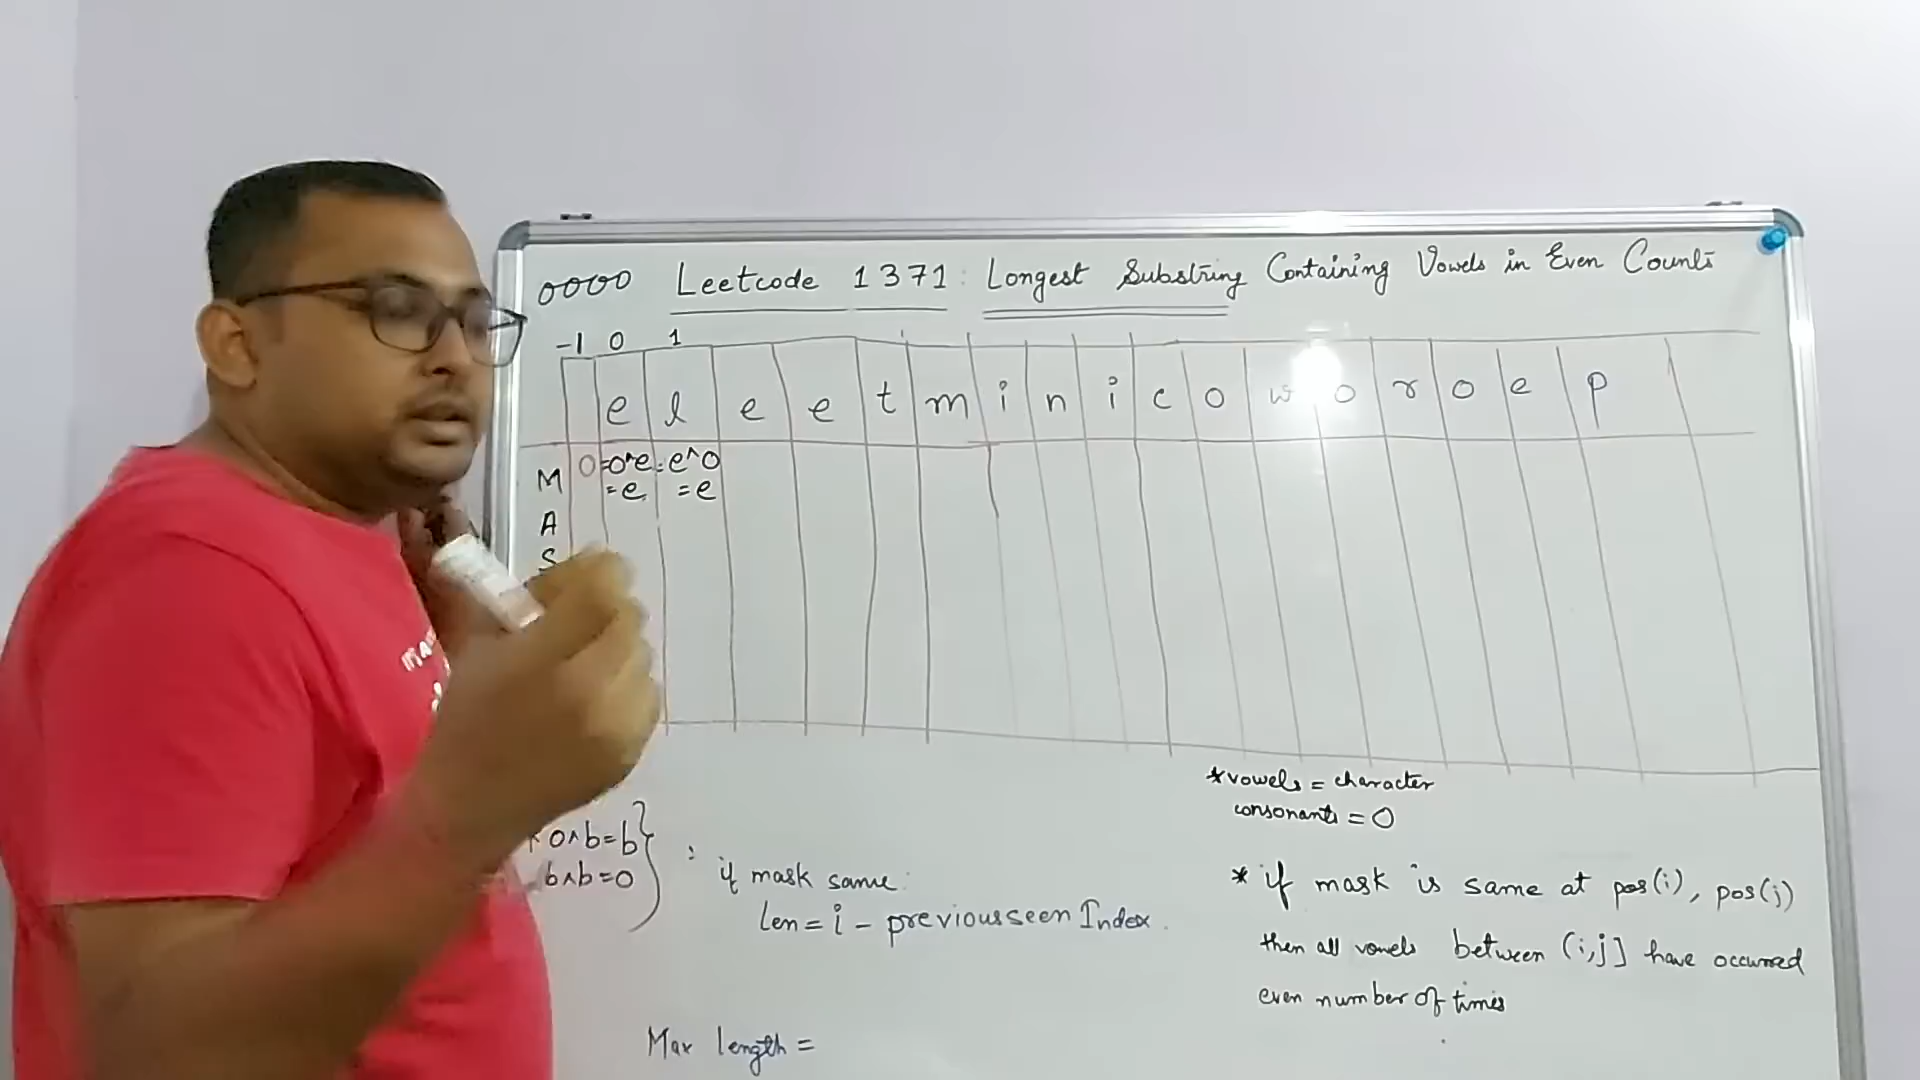 0000 Leetcode 1371: Longest Substring Containing Vowels in Even Counts
-1 0 1
e l e e t m i n i c o w o r o e p
M 0 =0^e = e^0
= e = e
A
S
* 0^b=b
b^b=0
: if mask same:
len = i - previousseen Index.
Max length =
*vowels = character
consonants = 0
* if mask is same at pos(i), pos(j)
then all vowels between (i,j] have occurred
even number of times